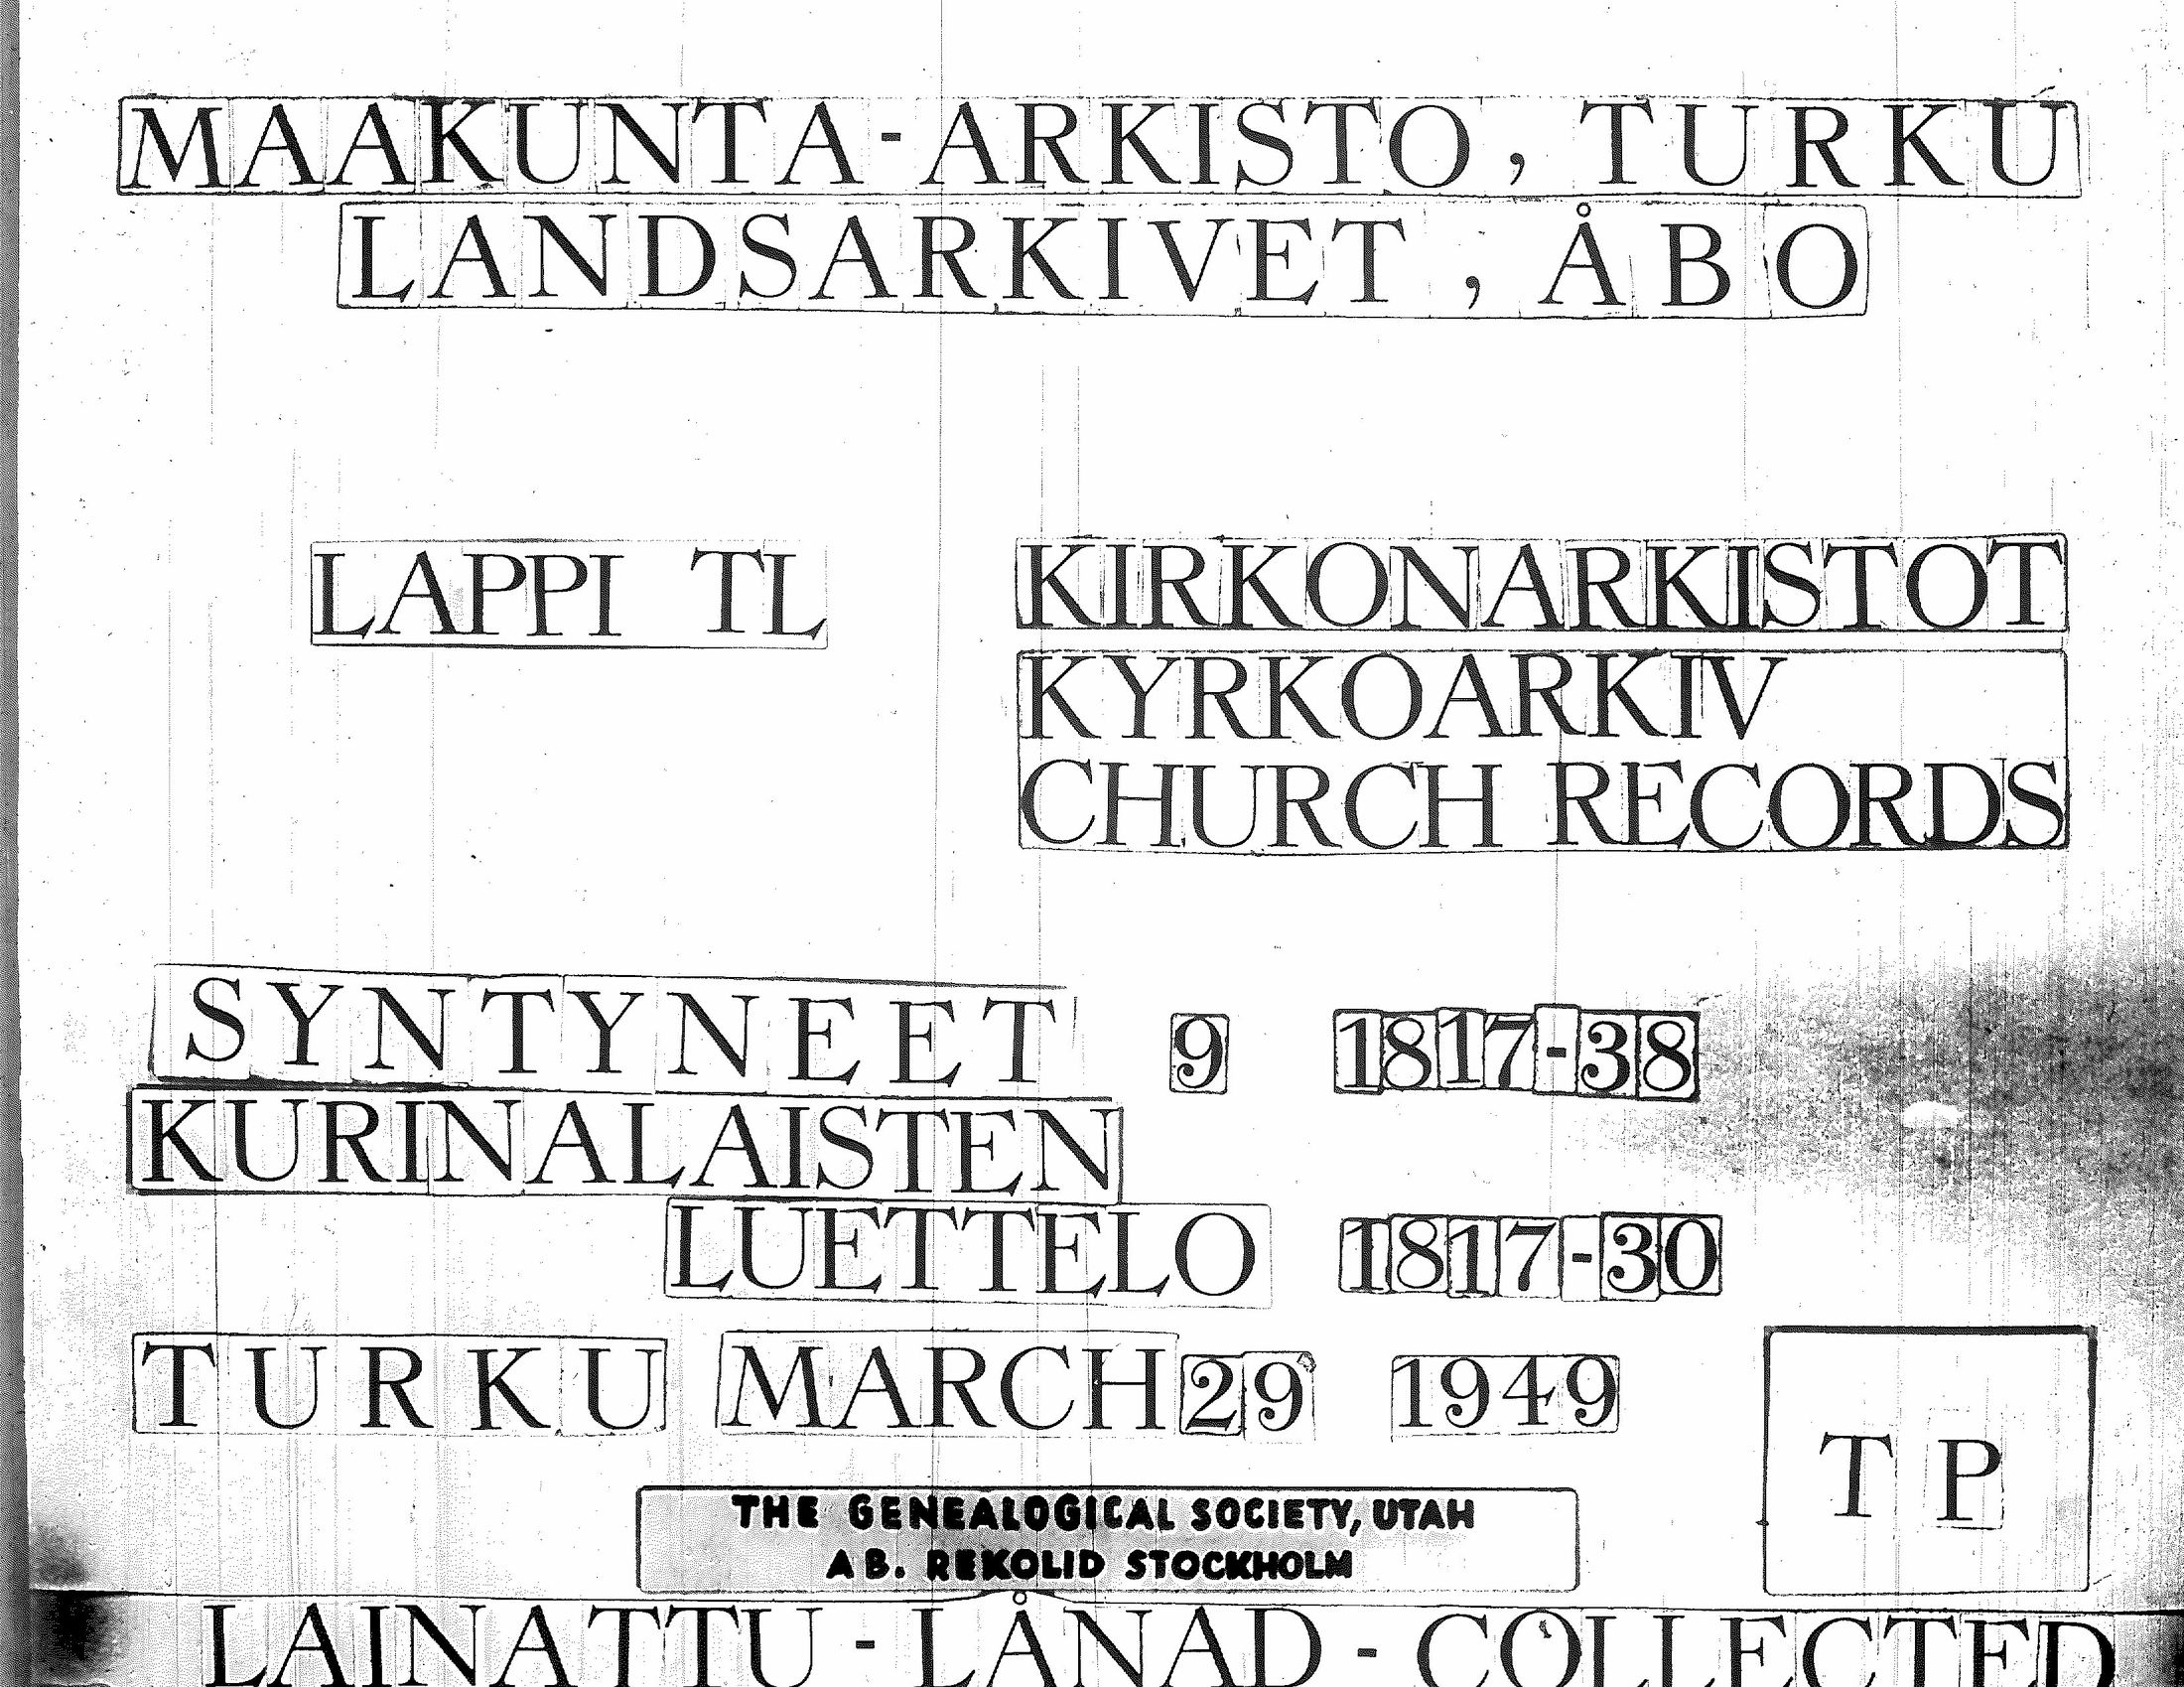 MAAKUNTA-ARKISTO, TURKU
LANDSARKIVET, ÅBO
LAPPI TL
KIRKONARKISTOT
KYRKOARKIV
CHURCH RECORDS
SYNTYNEET 9 1817-38
KURINALAISTEN
LUETTELO 1817-30
TURKU MARCH 29 1949
TP
THE GENEALOGICAL SOCIETY, UTAH
AB. REKOLID STOCKHOLM
LAINATTU - LÅNAD - COLLECTED